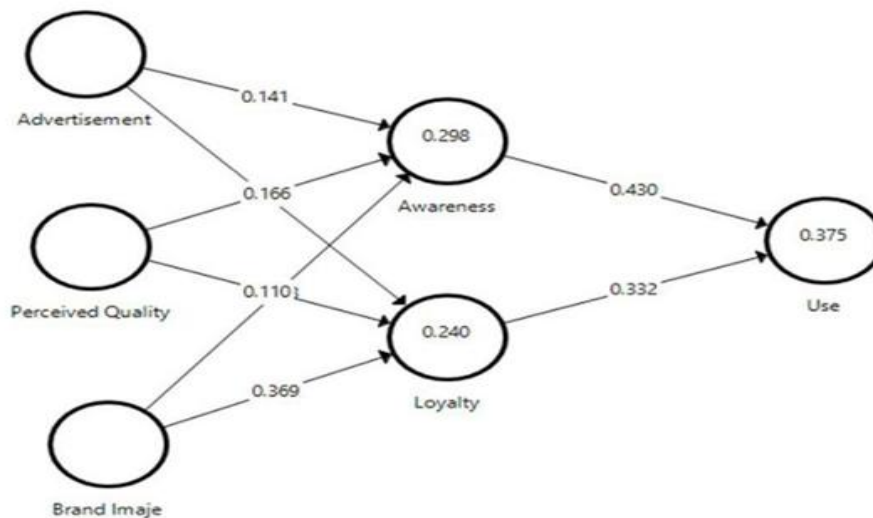 Advertisement
0.141
0.298
Awareness
0.166
0.430
Perceived Quality
0.375
Use
0.110
0.332
0.240
Loyalty
0.369
Brand Imaje